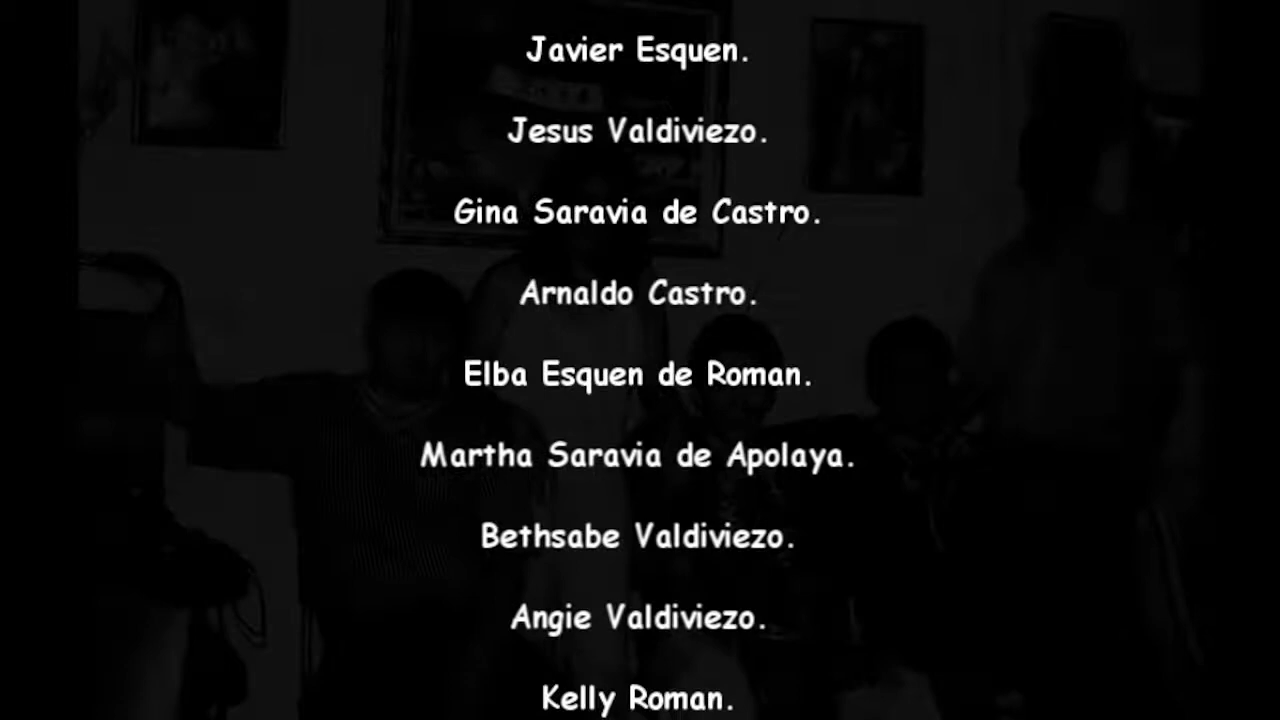 Javier Esquen.
Jesus Valdiviezo.
Gina Saravia de Castro.
Arnaldo Castro.
Elba Esquen de Roman.
Martha Saravia de Apolaya.
Bethsabe Valdiviezo.
Angie Valdiviezo.
Kelly Roman.